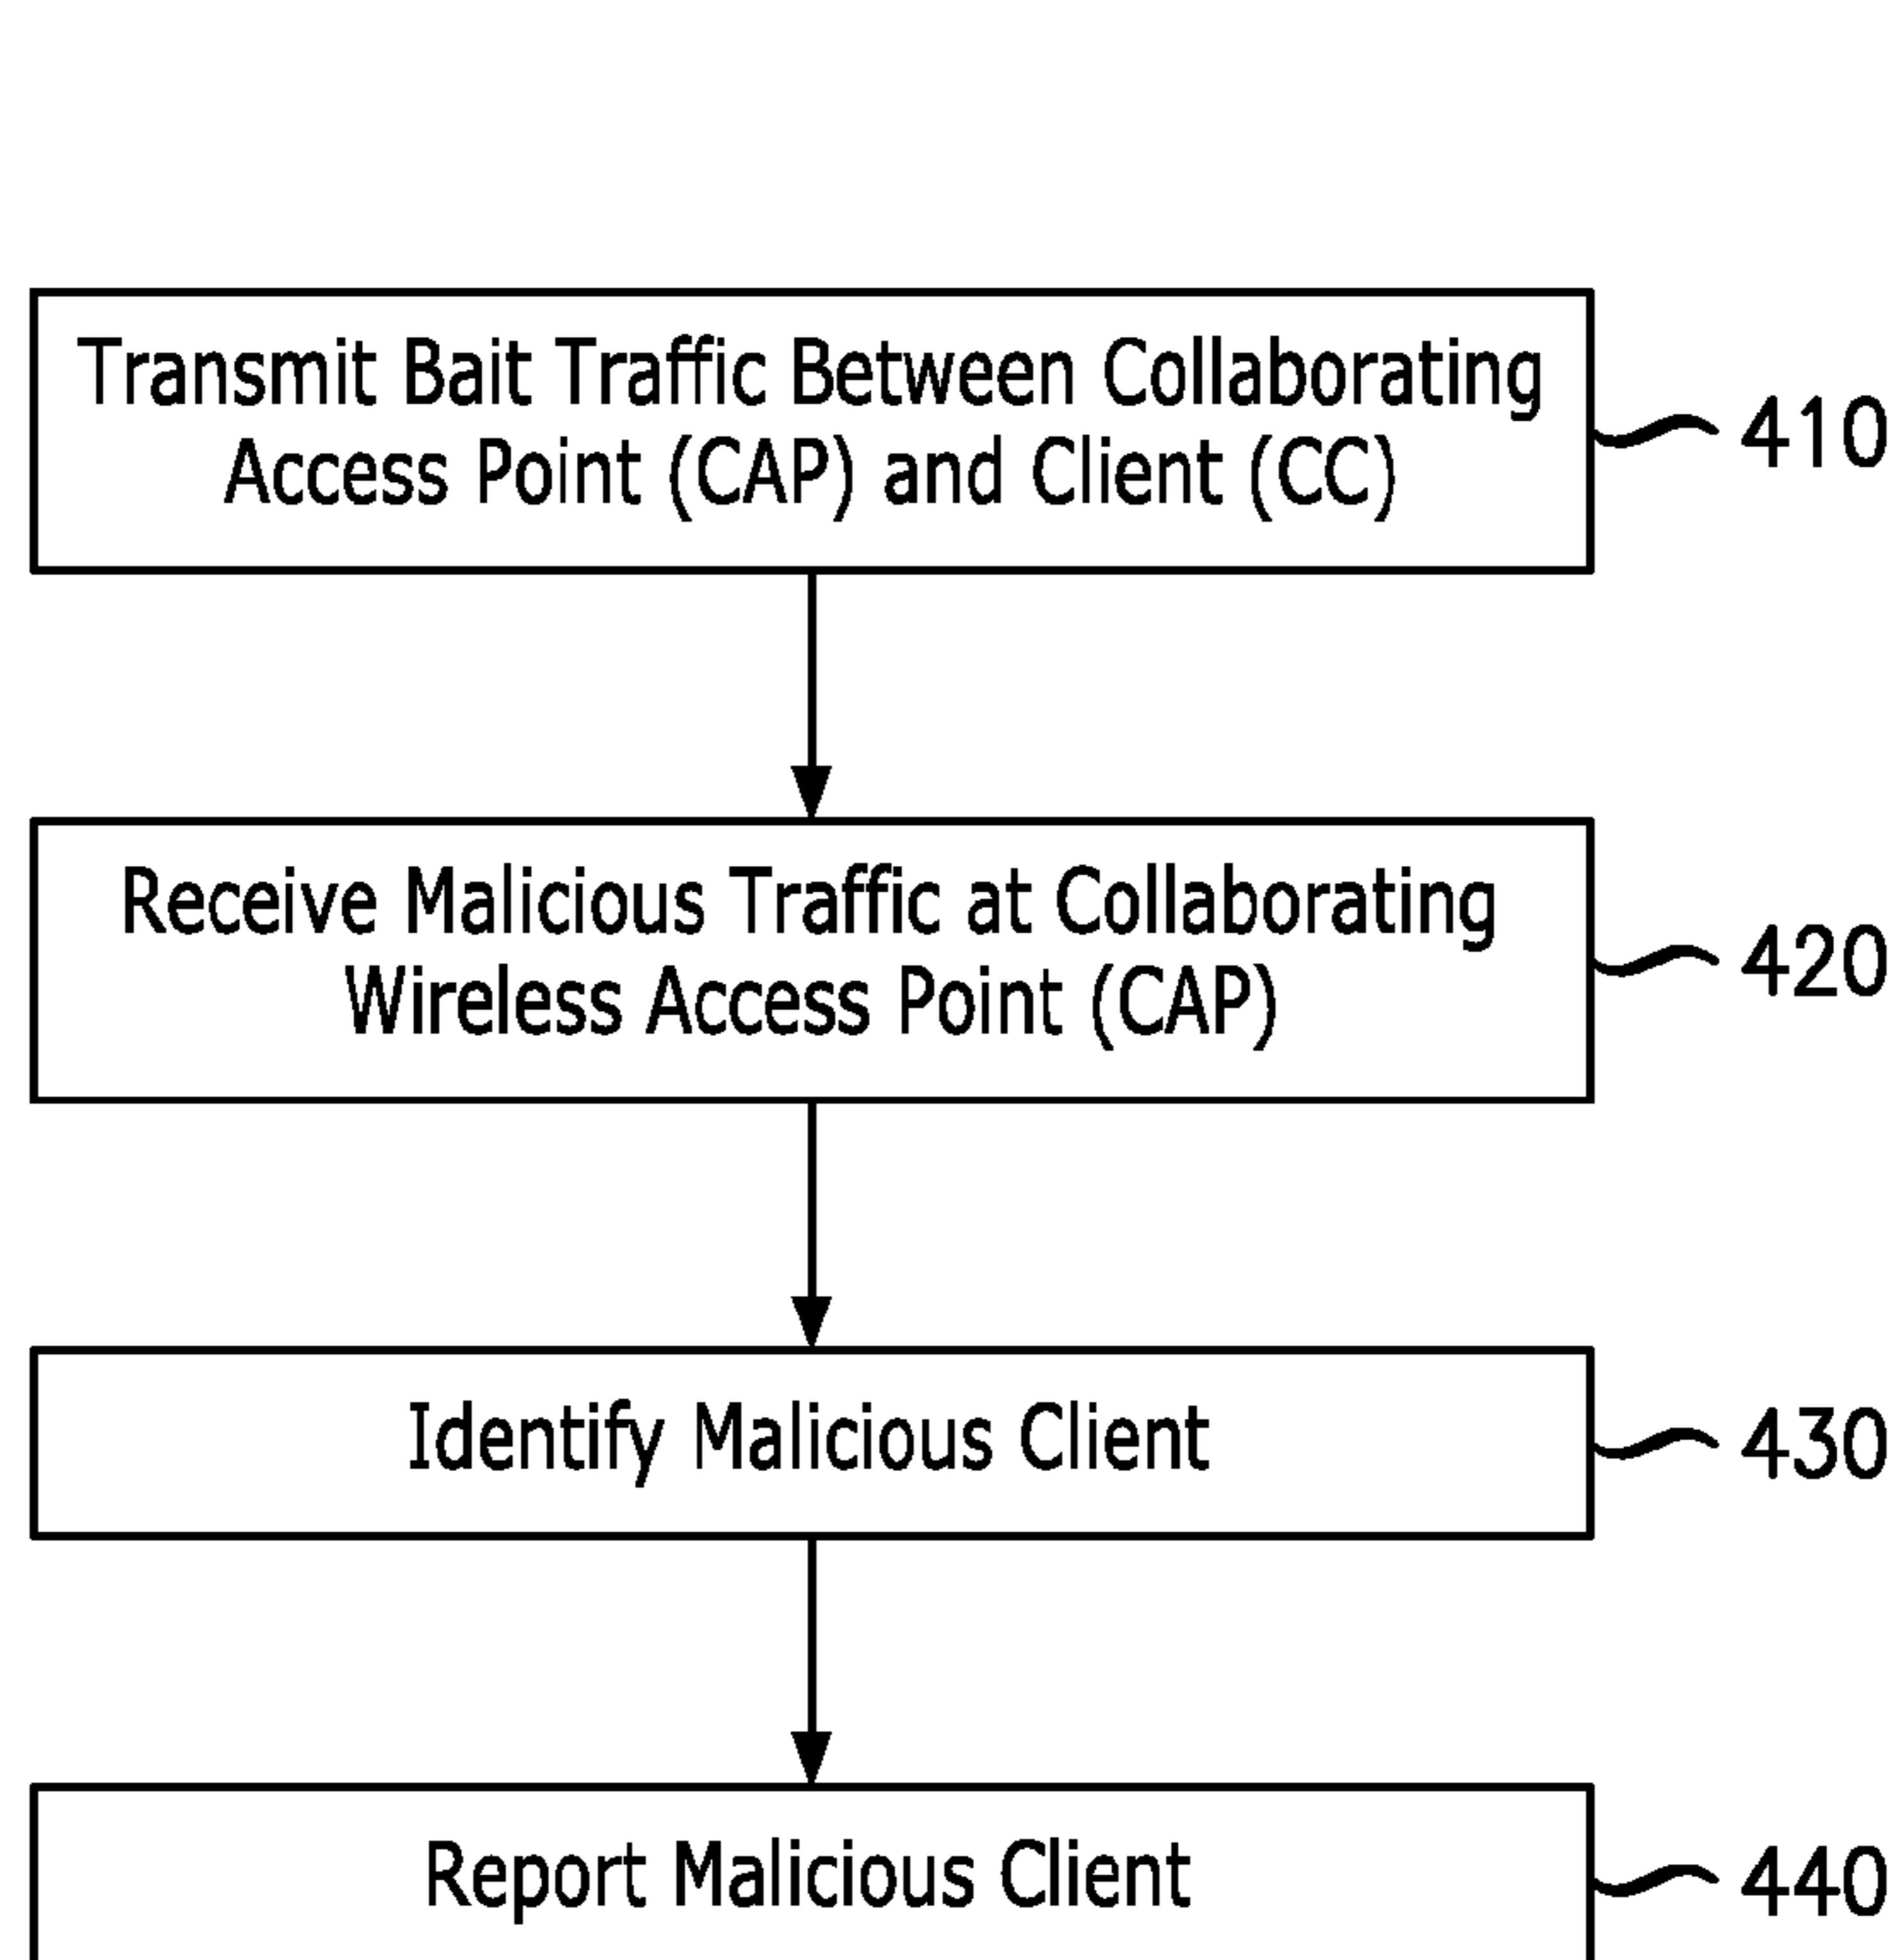 Transmit Bait Traffic Between Collaborating
Access Point (CAP) and Client (CC)
410
Receive Malicious Traffic at Collaborating
Wireless Access Point (CAP)
420
Identify Malicious Client
430
Report Malicious Client
440